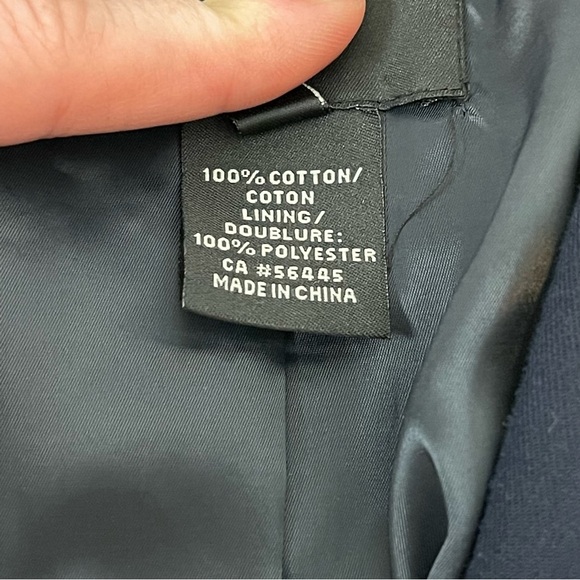 100% COTTON/
COTON
LINING/
DOUBLURE:
100% POLYESTER
CA #56445
MADE IN CHINA